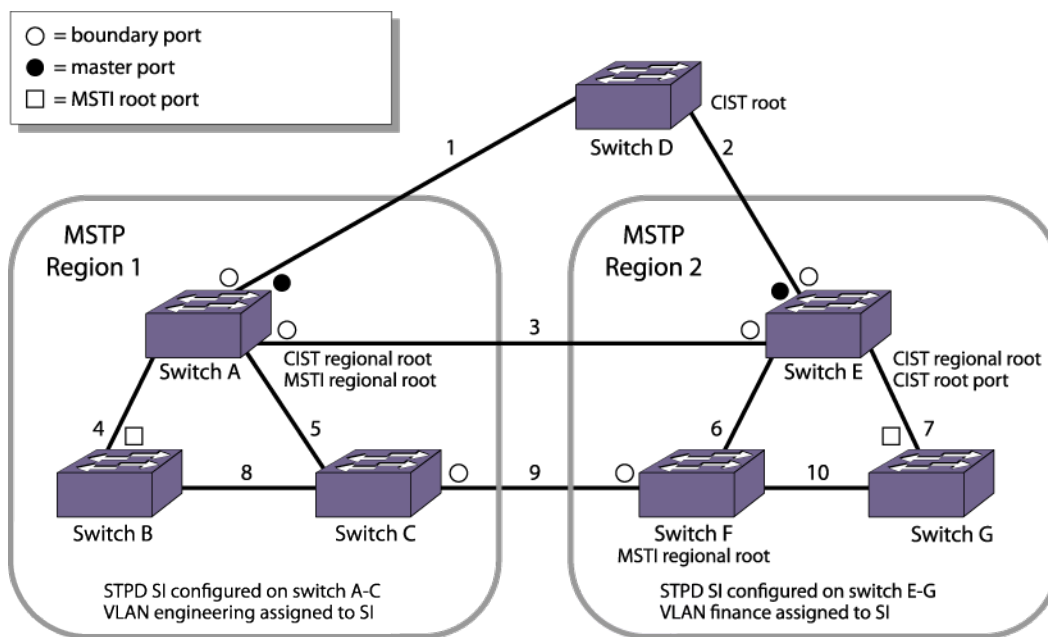 = boundary port
= master port
= MSTI root port
CIST root
Switch D
1
2
MSTP
Region 1
MSTP
Region 2
3
Switch A
CIST regional root
MSTI regional root
Switch E
CIST regional root
CIST root port
4
5
6
7
8
9
10
Switch B
Switch C
Switch F
MSTI regional root
Switch G
STPD SI configured on switch A-C
VLAN engineering assigned to SI
STPD SI configured on switch E-G
VLAN finance assigned to SI